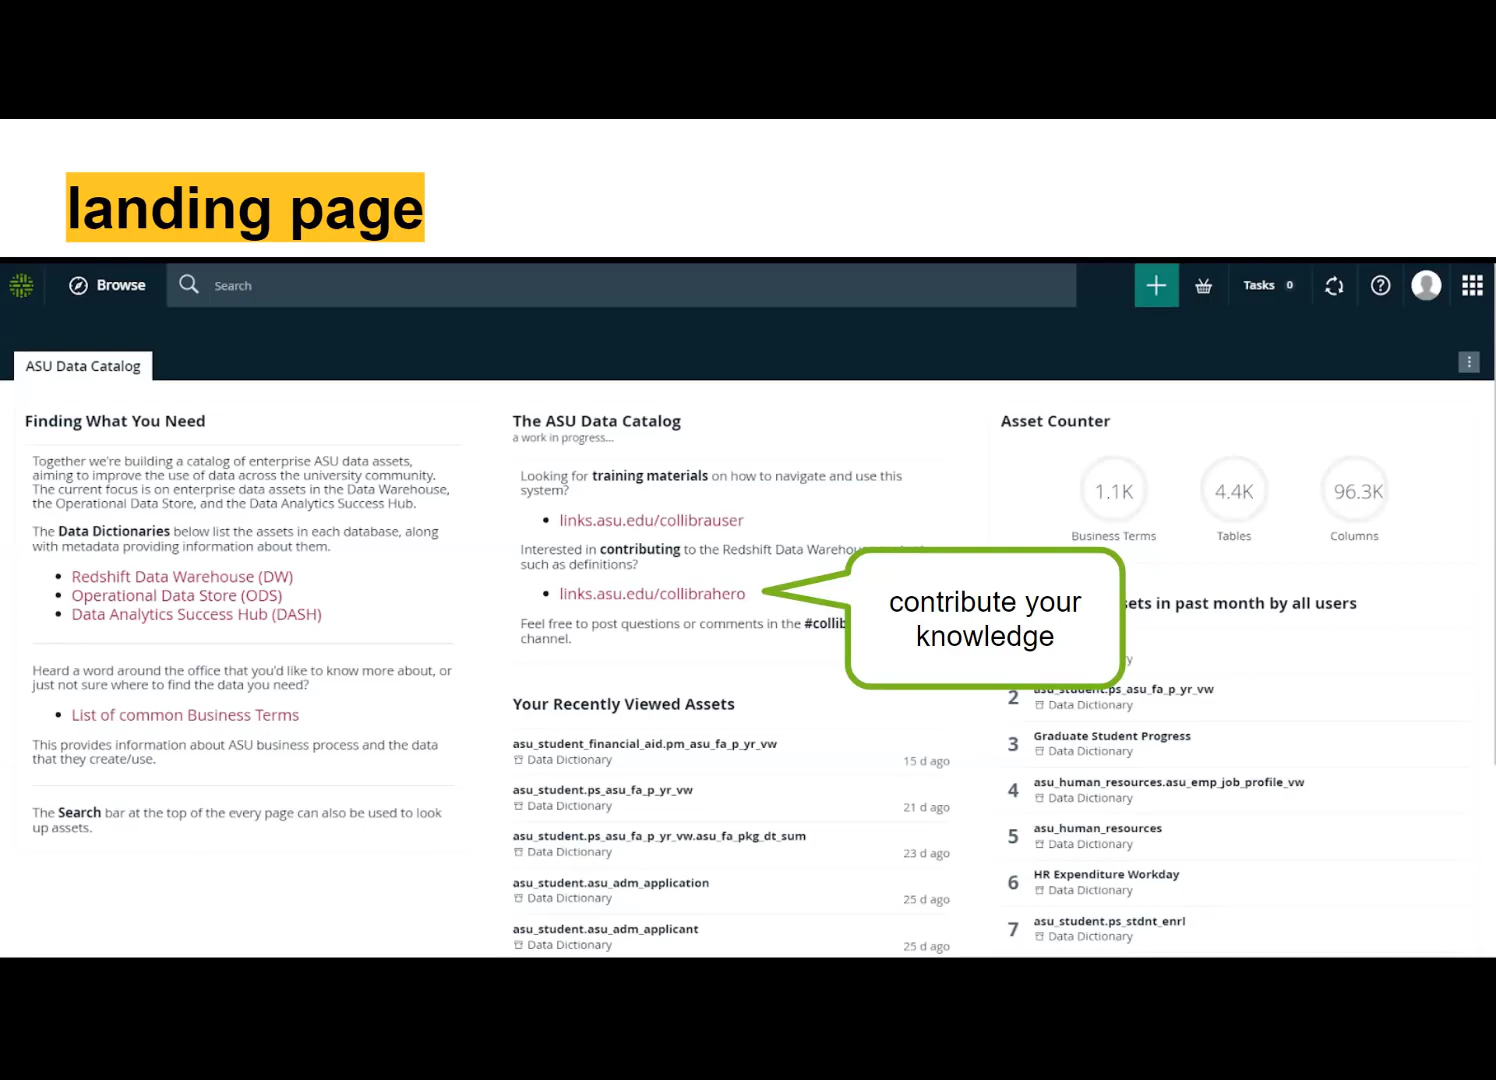 landing page
Browse
Search
Tasks 0
ASU Data Catalog
Finding What You Need
Together we're building a catalog of enterprise ASU data assets,
aiming to improve the use of data across the university community.
The current focus is on enterprise data assets in the Data Warehouse,
the Operational Data Store, and the Data Analytics Success Hub.
The Data Dictionaries below list the assets in each database, along
with metadata providing information about them.
• Redshift Data Warehouse (DW)
• Operational Data Store (ODS)
• Data Analytics Success Hub (DASH)
Heard a word around the office that you'd like to know more about, or
just not sure where to find the data you need?
• List of common Business Terms
This provides information about ASU business process and the data
that they create/use.
The Search bar at the top of the every page can also be used to look
up assets.
The ASU Data Catalog
a work in progress...
Looking for training materials on how to navigate and use this
system?
• links.asu.edu/collibrauser
Interested in contributing to the Redshift Data
such as definitions?
• links.asu.edu/collibrahero
Feel free to post questions or comments in the
channel.
contribute your
knowledge
Your Recently Viewed Assets
asu_student_financial_aid.pm_asu_fa_p_yr_vw
Data Dictionary
15 d ago
asu_student.ps_asu_fa_p_yr_vw
Data Dictionary
21 d ago
asu_student.ps_asu_fa_p_yr_vw.asu_fa_pkg_dt_sum
Data Dictionary
23 d ago
asu_student.asu_adm_application
Data Dictionary
25 d ago
asu_student.asu_adm_applicant
Data Dictionary
25 d ago
Asset Counter
1.1K
4.4K
96.3K
Business Terms
Tables
Columns
in past month by all users
2 asu_student.ps_asu_fa_p_yr_vw
Data Dictionary
3 Graduate Student Progress
Data Dictionary
4 asu_human_resources.asu_emp_job_profile_vw
Data Dictionary
5 asu_human_resources
Data Dictionary
6 HR Expenditure Workday
Data Dictionary
7 asu_student.ps_stdnt_enrl
Data Dictionary